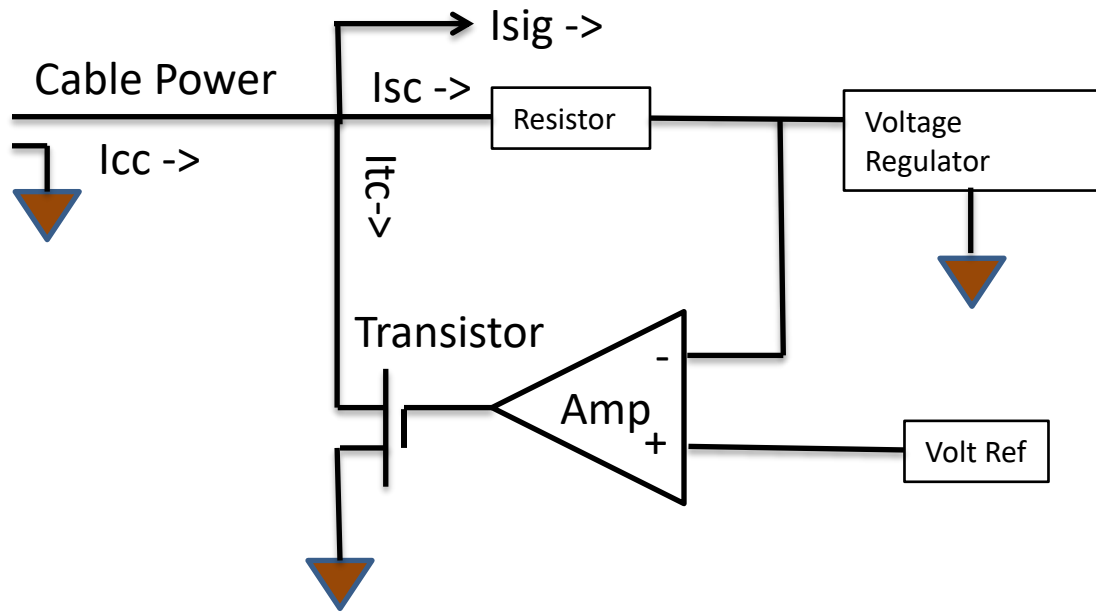 Isig ->
Cable Power
Isc ->
Resistor
Voltage
Regulator
Icc ->
Itc->
Transistor
-
Amp
+
Volt Ref